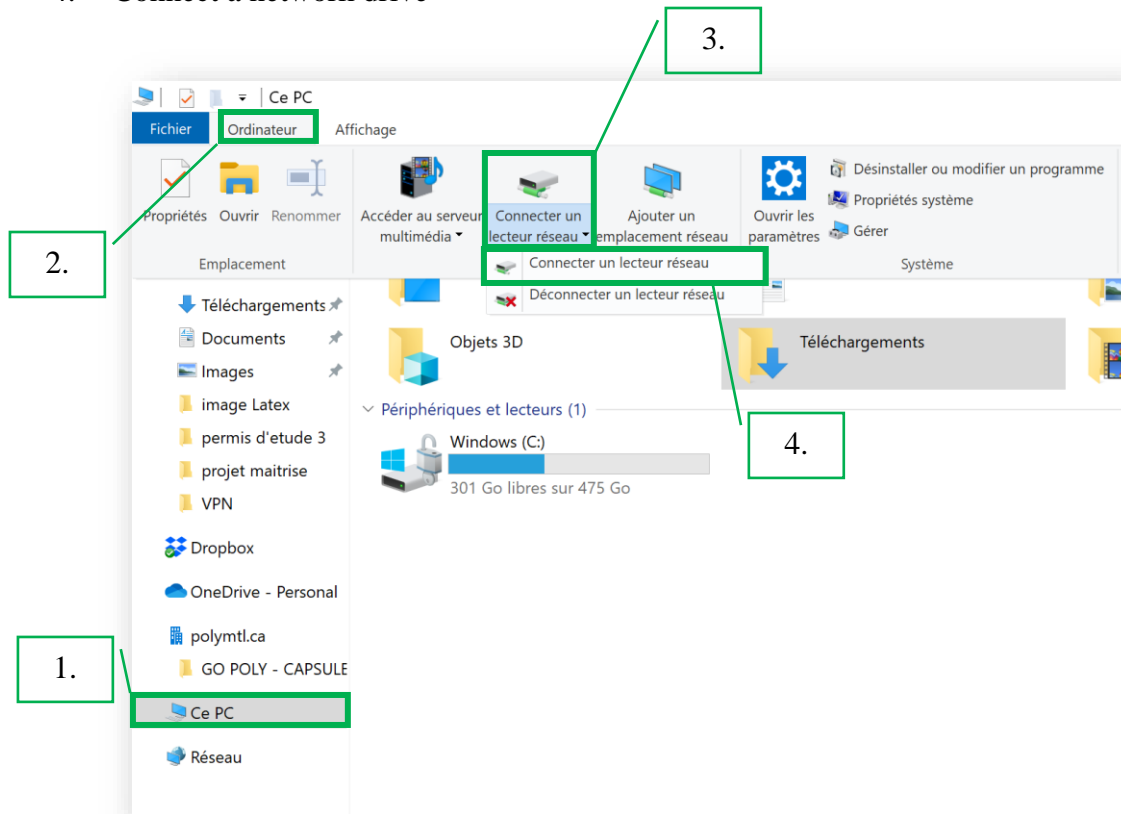 Connect a network drive
3.
Ce PC
Fichier Ordinateur Affichage
Propriétés Ouvrir Renommer
Accéder au serveur multimédia
Connecter un lecteur réseau
Ajouter un emplacement réseau
Ouvrir les paramètres
Désinstaller ou modifier un programme
Propriétés système
Gérer
2.
Emplacement
Système
Connecter un lecteur réseau
Déconnecter un lecteur réseau
Téléchargements
Documents
Images
image Latex
permis d'etude 3
projet maitrise
VPN
Dropbox
OneDrive - Personal
polymtl.ca
GO POLY - CAPSULE
1.
Ce PC
Réseau
Objets 3D
Téléchargements
Périphériques et lecteurs (1)
Windows (C:)
301 Go libres sur 475 Go
4.